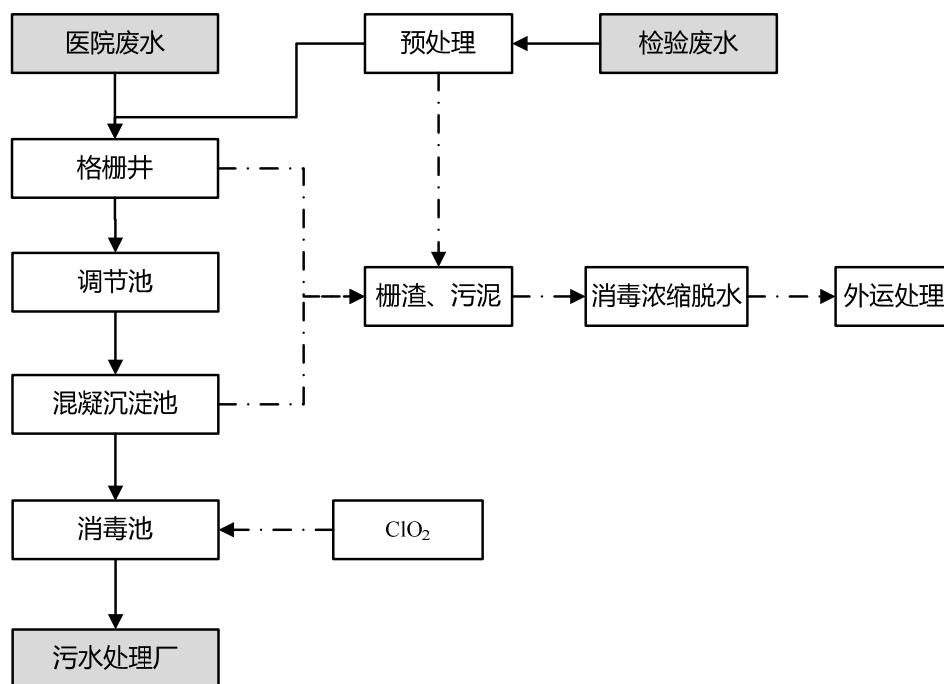 医院废水
预处理
检验废水
格栅井
调节池
栅渣、污泥
消毒浓缩脱水
外运处理
混凝沉淀池
消毒池
ClO₂
污水处理厂